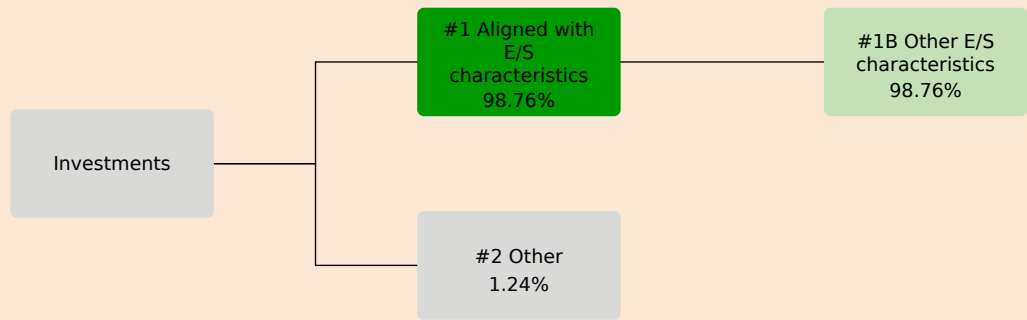 #1 Aligned with
E/S
characteristics
98.76%
#1B Other E/S
characteristics
98.76%
Investments
#2 Other
1.24%